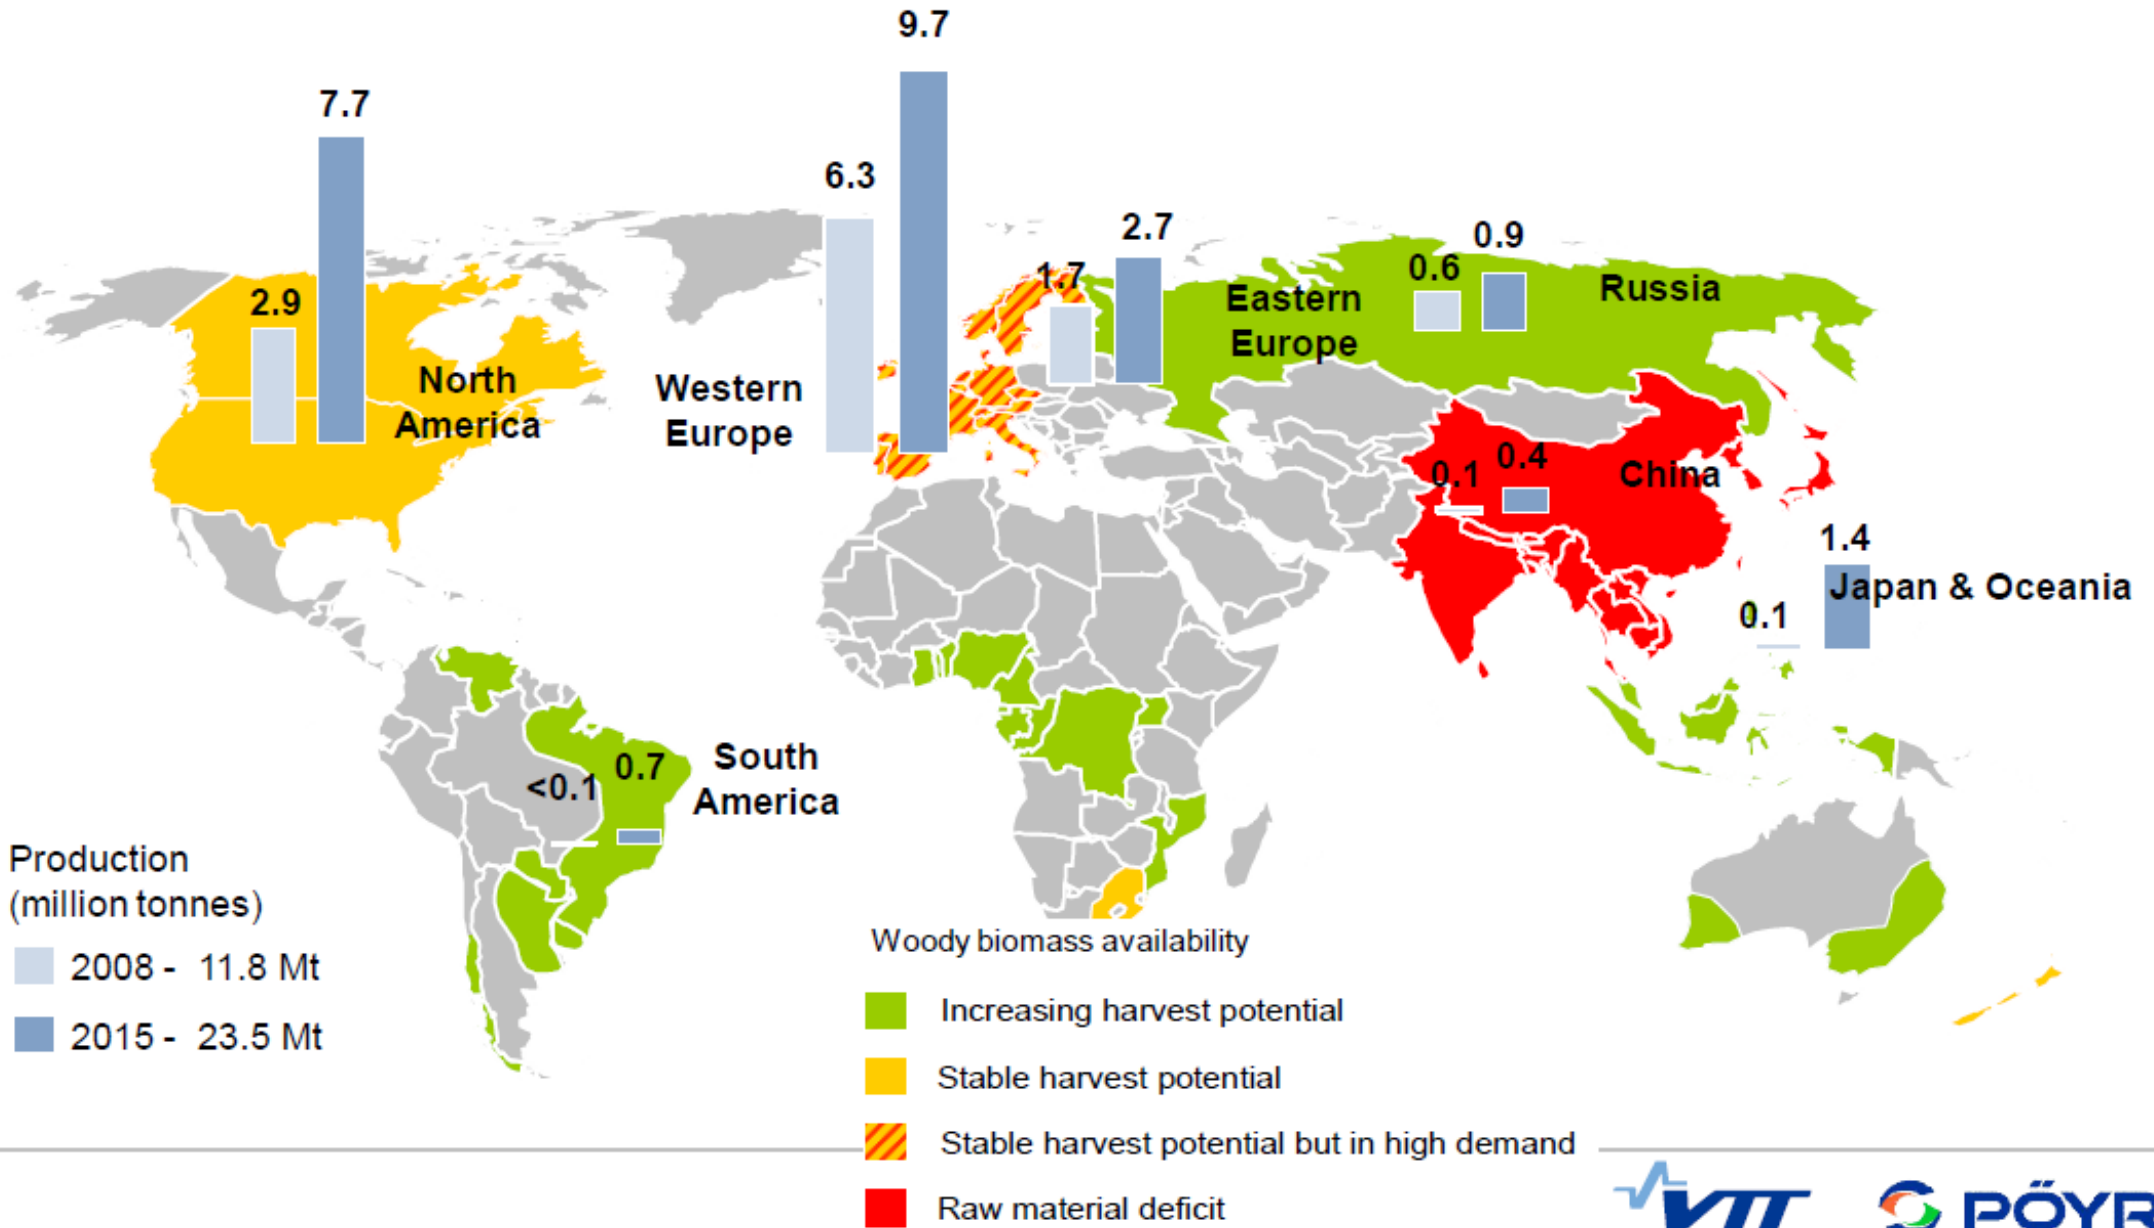 9.7
7.7
6.3
2.7
0.9
1.7
0.6
2.9
Russia
Eastern
Europe
North
America
Western
Europe
0.1
0.4
China
1.4
Japan & Oceania
0.1
<0.1
0.7
South
America
Production
(million tonnes)
2008 - 11.8 Mt
2015 - 23.5 Mt
Woody biomass availability
Increasing harvest potential
Stable harvest potential
Stable harvest potential but in high demand
Raw material deficit
VTT
PÖYR